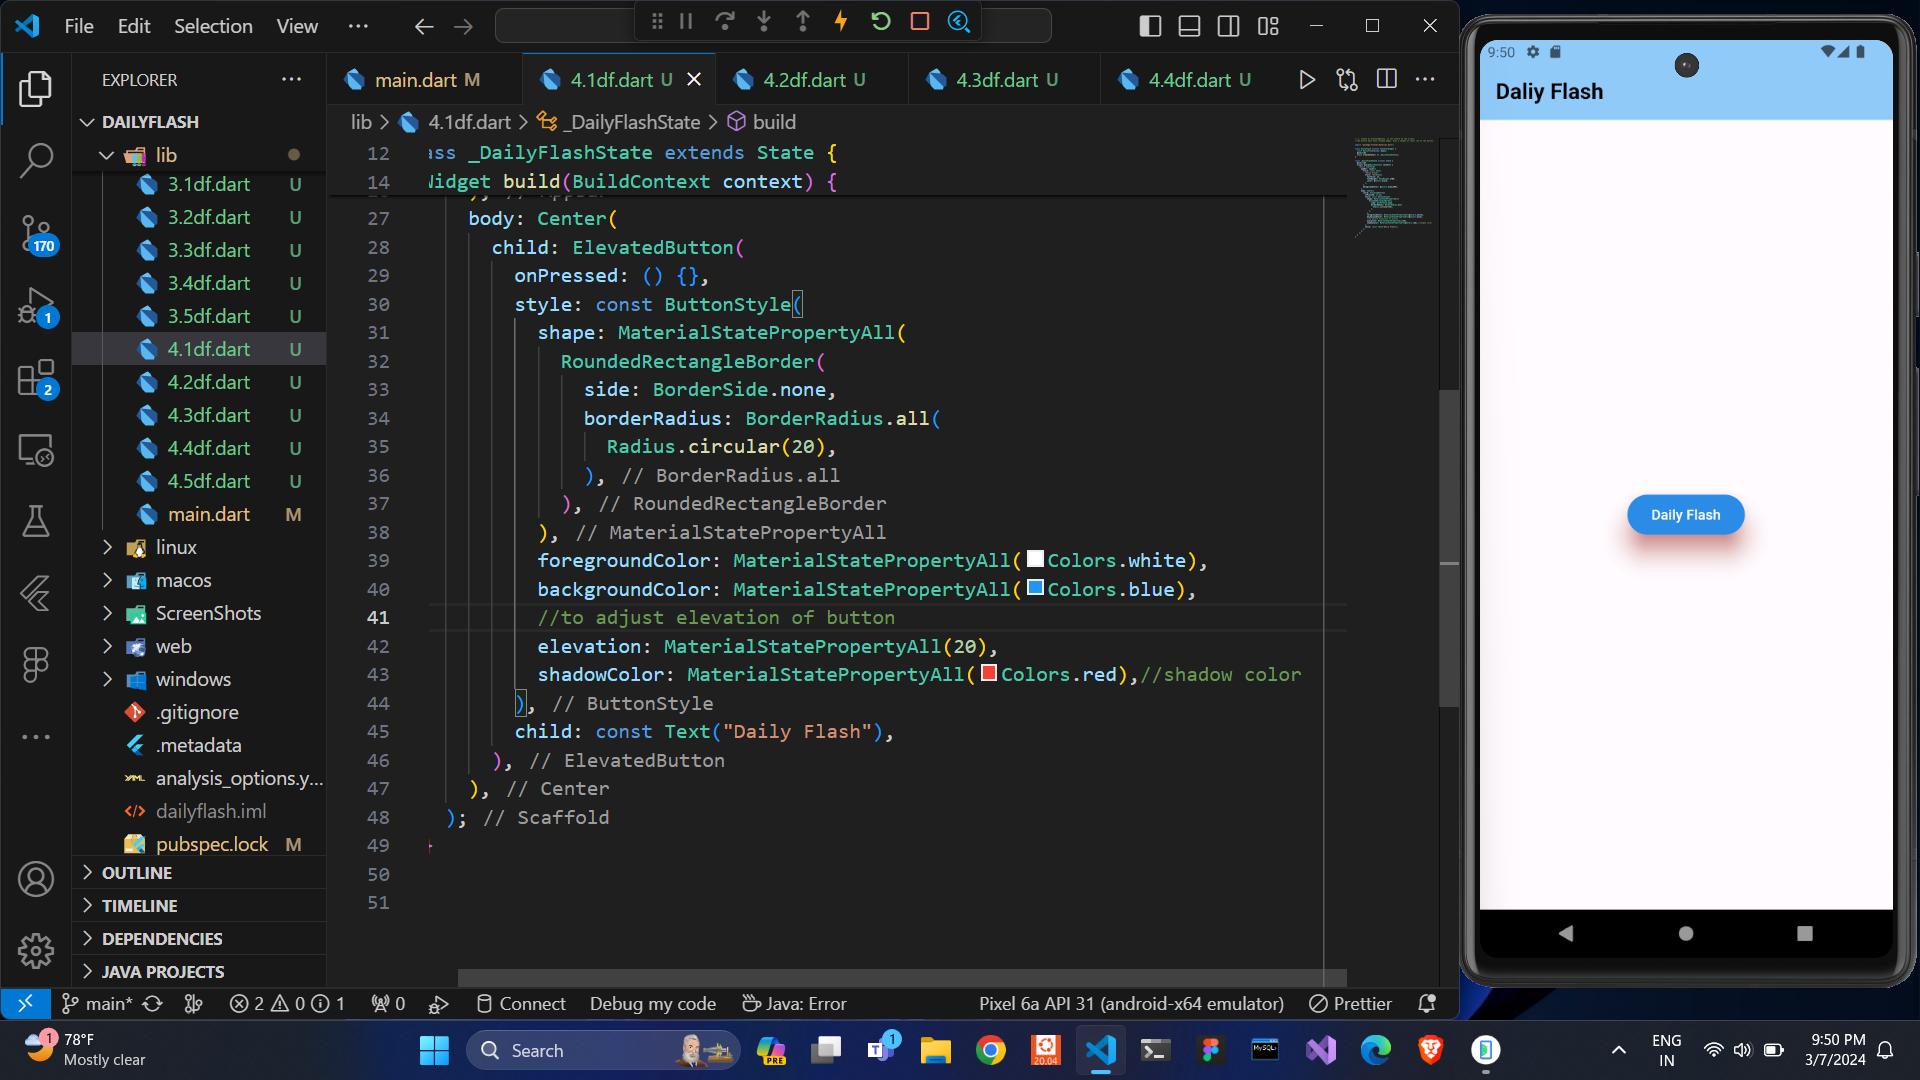 File Edit Selection View ···
EXPLORER
DAILYFLASH
lib
3.1df.dart U
3.2df.dart U
3.3df.dart U
3.4df.dart U
3.5df.dart U
4.1df.dart U
4.2df.dart U
4.3df.dart U
4.4df.dart U
4.5df.dart U
main.dart M
linux
macos
ScreenShots
web
windows
.gitignore
.metadata
analysis_options.y...
dailyflash.iml
pubspec.lock M
OUTLINE
TIMELINE
DEPENDENCIES
JAVA PROJECTS
170
1
2
main.dart M
4.1df.dart U
4.2df.dart U
4.3df.dart U
4.4df.dart U
lib > 4.1df.dart > _DailyFlashState > build
12 ass _DailyFlashState extends State {
14 Widget build(BuildContext context) {
27 body: Center(
28 child: ElevatedButton(
29 onPressed: () {},
30 style: const ButtonStyle(
31 shape: MaterialStatePropertyAll(
32 RoundedRectangleBorder(
33 side: BorderSide.none,
34 borderRadius: BorderRadius.all(
35 Radius.circular(20),
36 ), // BorderRadius.all
37 ), // RoundedRectangleBorder
38 ), // MaterialStatePropertyAll
39 foregroundColor: MaterialStatePropertyAll(Colors.white),
40 backgroundColor: MaterialStatePropertyAll(Colors.blue),
41 //to adjust elevation of button
42 elevation: MaterialStatePropertyAll(20),
43 shadowColor: MaterialStatePropertyAll(Colors.red),//shadow color
44 ), // ButtonStyle
45 child: const Text("Daily Flash"),
46 ), // ElevatedButton
47 ), // Center
48 ); // Scaffold
49
50
51
main* 2 0 1 0 Connect Debug my code Java: Error Pixel 6a API 31 (android-x64 emulator) Prettier
9:50
Daliy Flash
Daily Flash
1
78°F
Mostly clear
Search
PRE
1
20.04
MySQL
ENG
IN
9:50 PM
3/7/2024